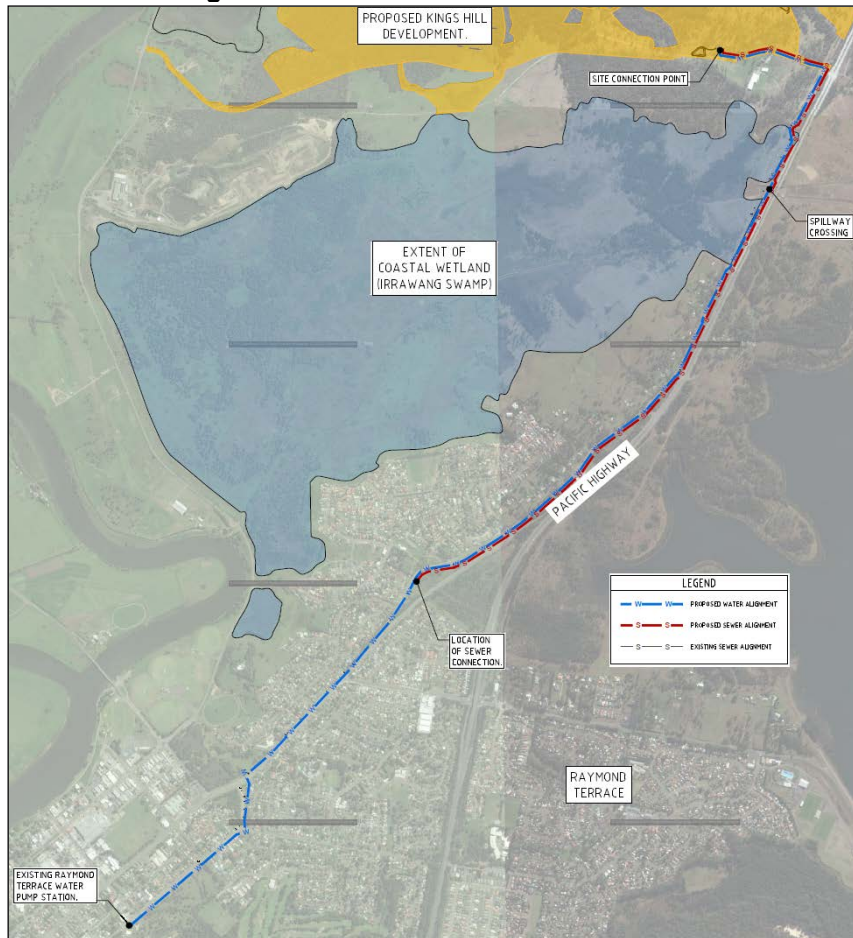 PROPOSED KINGS HILL
DEVELOPMENT.
SITE CONNECTION POINT
SPILLWAY
CROSSING
EXTENT OF
COASTAL WETLAND
(IRRAWANG SWAMP)
PACIFIC HIGHWAY
LEGEND
W W PROPOSED WATER ALIGNMENT
S S PROPOSED SEWER ALIGNMENT
S S EXISTING SEWER ALIGNMENT
LOCATION
OF SEWER
CONNECTION.
RAYMOND
TERRACE
EXISTING RAYMOND
TERRACE WATER
PUMP STATION.